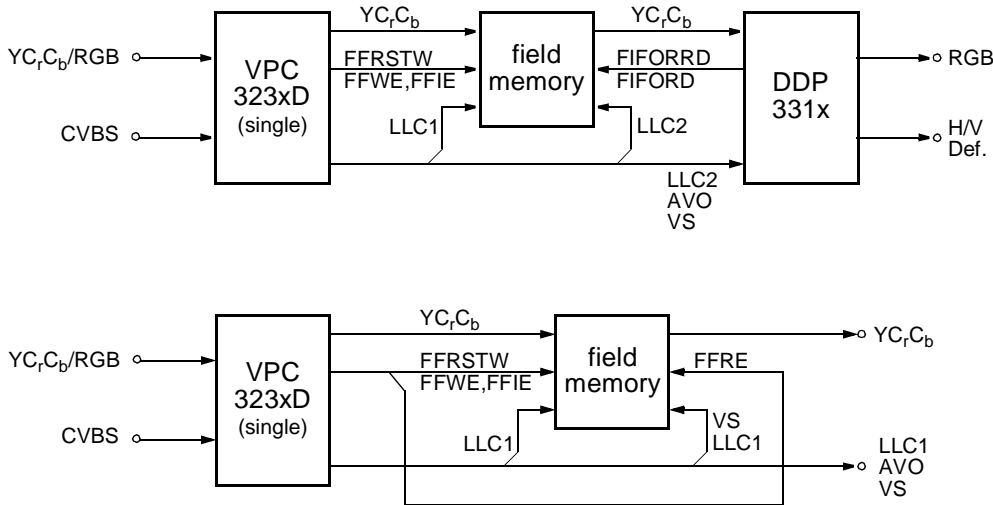 YCrCb/RGB
CVBS
VPC
323xD
(single)
YCrCb
FFRSTW
FFWE,FFIE
LLC1
field
memory
YCrCb
FIFORRD
FIFORD
LLC2
LLC2
AVO
VS
DDP
331x
RGB
H/V
Def.
YCrCb/RGB
CVBS
VPC
323xD
(single)
YCrCb
FFRSTW
FFWE,FFIE
LLC1
field
memory
FFRE
VS
LLC1
YCrCb
LLC1
AVO
VS